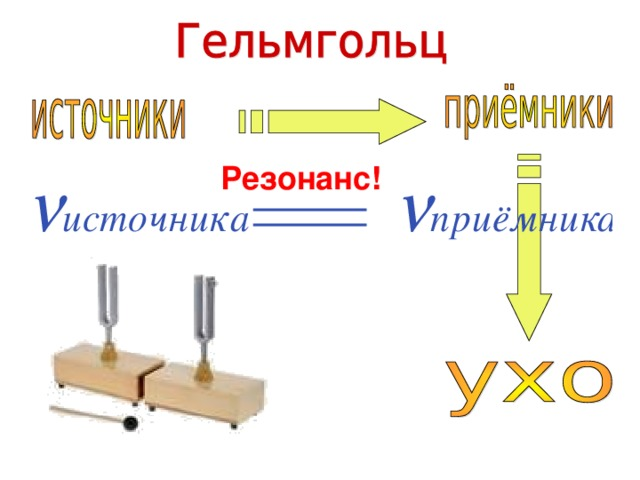 Гельмгольц
источники
приёмники
Резонанс!
νисточника = νприёмника
ухо